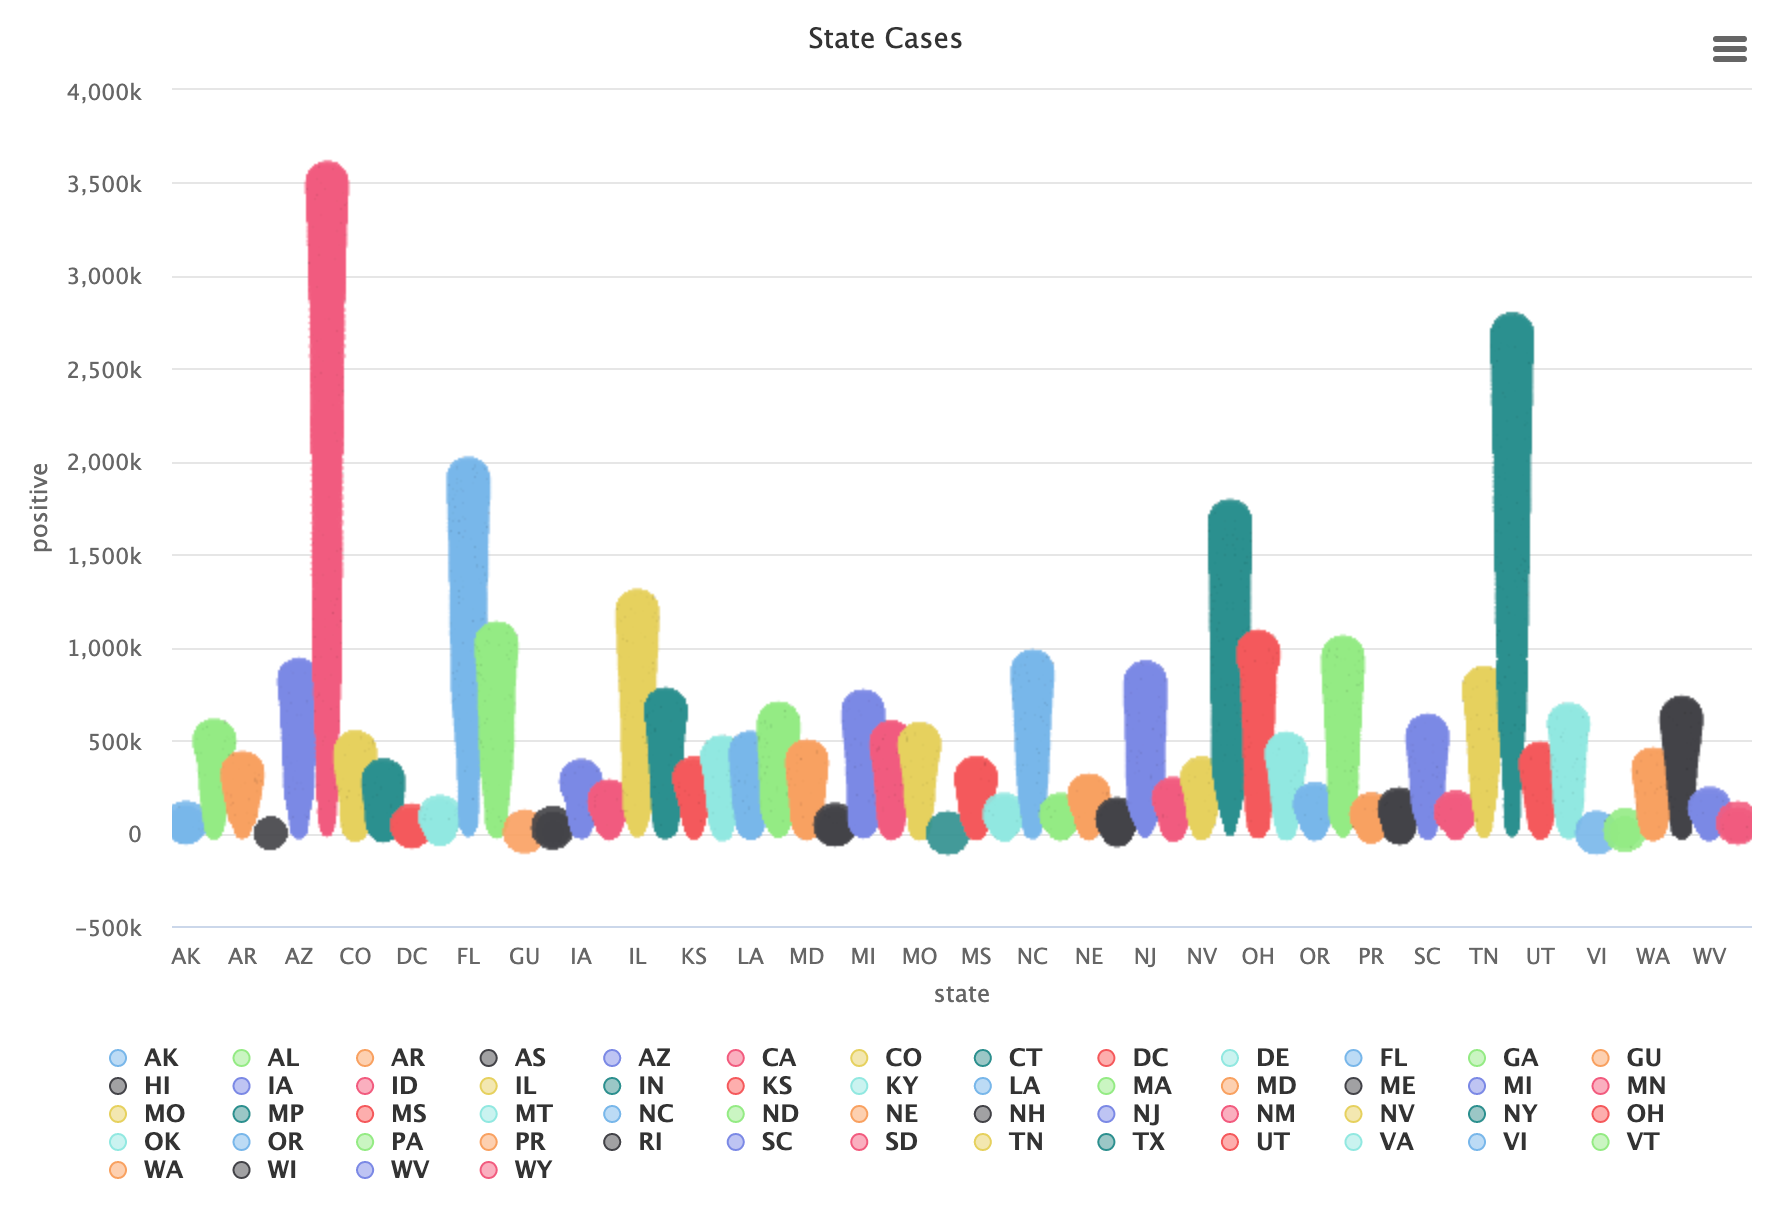 State Cases
4,000k
3,500k
3,000k
2,500k
2,000k
1,500k
1,000k
500k
0
−500k
positive
AK AR AZ CO DC FL GU IA IL KS LA MD MI MO MS NC NE NJ NV OH OR PR SC TN UT VI WA WV
state
AK AL AR AS AZ CA CO CT DC DE FL GA GU
HI IA ID IL IN KS KY LA MA MD ME MI MN
MO MP MS MT NC ND NE NH NJ NM NV NY OH
OK OR PA PR RI SC SD TN TX UT VA VI VT
WA WI WV WY